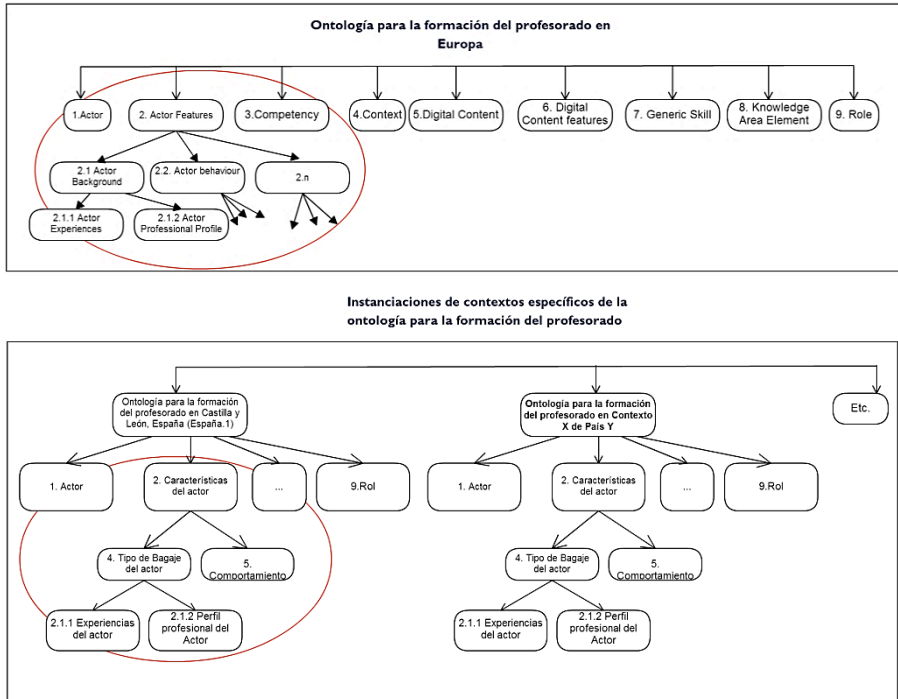 Ontología para la formación del profesorado en
Europa
1.Actor
2. Actor Features
3.Competency
4.Context
5.Digital Content
6. Digital
Content features
7. Generic Skill
8. Knowledge
Area Element
9. Role
2.1 Actor
Background
2.2. Actor behaviour
2.n
2.1.1 Actor
Experiences
2.1.2 Actor
Professional Profile
Instanciaciones de contextos específicos de la
ontología para la formación del profesorado
Ontología para la formación
del profesorado en Castilla y
León, España (España.1)
Ontología para la formación
del profesorado en Contexto
X de País Y
Etc.
1. Actor
2. Características
del actor
...
9.Rol
1. Actor
2. Características
del actor
...
9.Rol
4. Tipo de Bagaje
del actor
5.
Comportamiento
4. Tipo de Bagaje
del actor
5.
Comportamiento
2.1.1 Experiencias
del actor
2.1.2 Perfil
profesional del
Actor
2.1.1 Experiencias
del actor
2.1.2 Perfil
profesional del
Actor